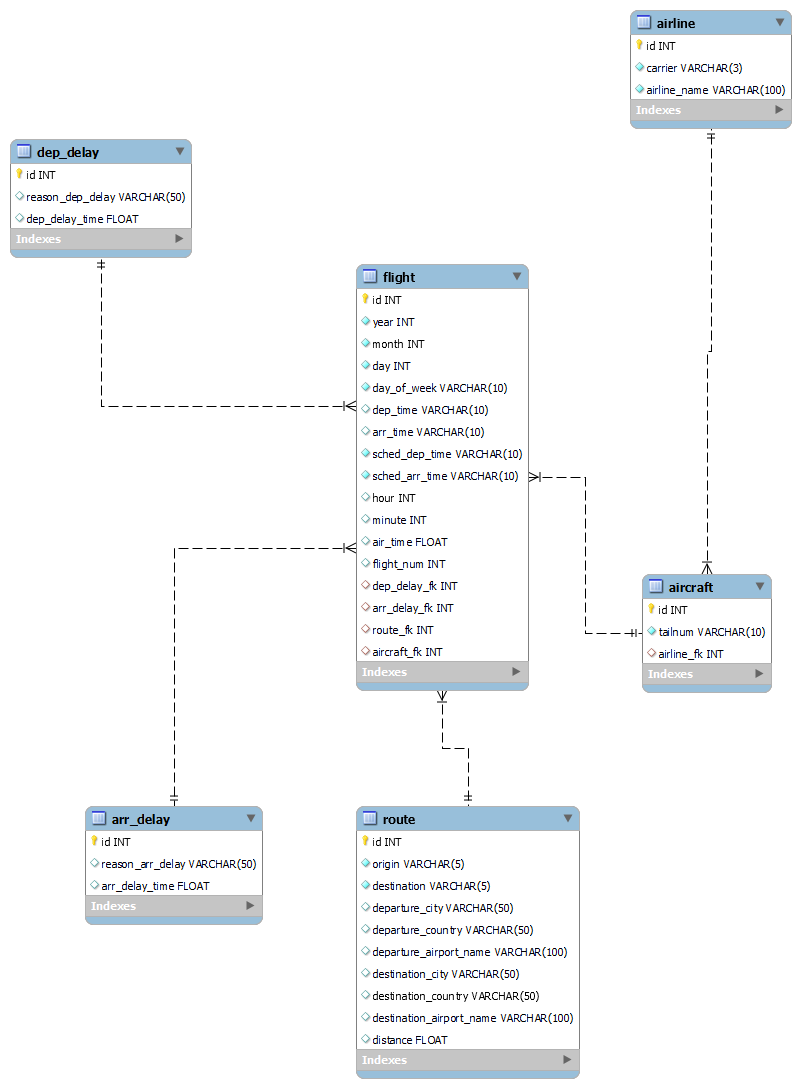 airline
id INT
carrier VARCHAR(3)
airline_name VARCHAR(100)
Indexes
dep_delay
id INT
reason_dep_delay VARCHAR(50)
dep_delay_time FLOAT
Indexes
flight
id INT
year INT
month INT
day INT
day_of_week VARCHAR(10)
dep_time VARCHAR(10)
arr_time VARCHAR(10)
sched_dep_time VARCHAR(10)
sched_arr_time VARCHAR(10)
hour INT
minute INT
air_time FLOAT
flight_num INT
dep_delay_fk INT
arr_delay_fk INT
route_fk INT
aircraft_fk INT
Indexes
aircraft
id INT
tailnum VARCHAR(10)
airline_fk INT
Indexes
arr_delay
id INT
reason_arr_delay VARCHAR(50)
arr_delay_time FLOAT
Indexes
route
id INT
origin VARCHAR(5)
destination VARCHAR(5)
departure_city VARCHAR(50)
departure_country VARCHAR(50)
departure_airport_name VARCHAR(100)
destination_city VARCHAR(50)
destination_country VARCHAR(50)
destination_airport_name VARCHAR(100)
distance FLOAT
Indexes